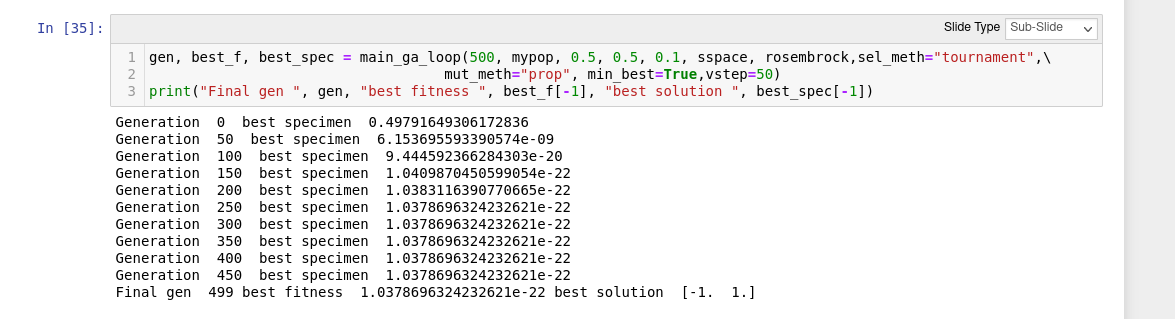 In [35]:
Slide Type Sub-Slide
1 gen, best_f, best_spec = main_ga_loop(500, mypop, 0.5, 0.5, 0.1, sspace, rosembrock,sel_meth="tournament",\
2 mut_meth="prop", min_best=True,vstep=50)
3 print("Final gen ", gen, "best fitness ", best_f[-1], "best solution ", best_spec[-1])
Generation  0  best specimen  0.49791649306172836
Generation  50  best specimen  6.153695593390574e-09
Generation  100  best specimen  9.444592366284303e-20
Generation  150  best specimen  1.0409870450599054e-22
Generation  200  best specimen  1.0383116390770665e-22
Generation  250  best specimen  1.0378696324232621e-22
Generation  300  best specimen  1.0378696324232621e-22
Generation  350  best specimen  1.0378696324232621e-22
Generation  400  best specimen  1.0378696324232621e-22
Generation  450  best specimen  1.0378696324232621e-22
Final gen  499 best fitness  1.0378696324232621e-22 best solution  [-1.  1.]